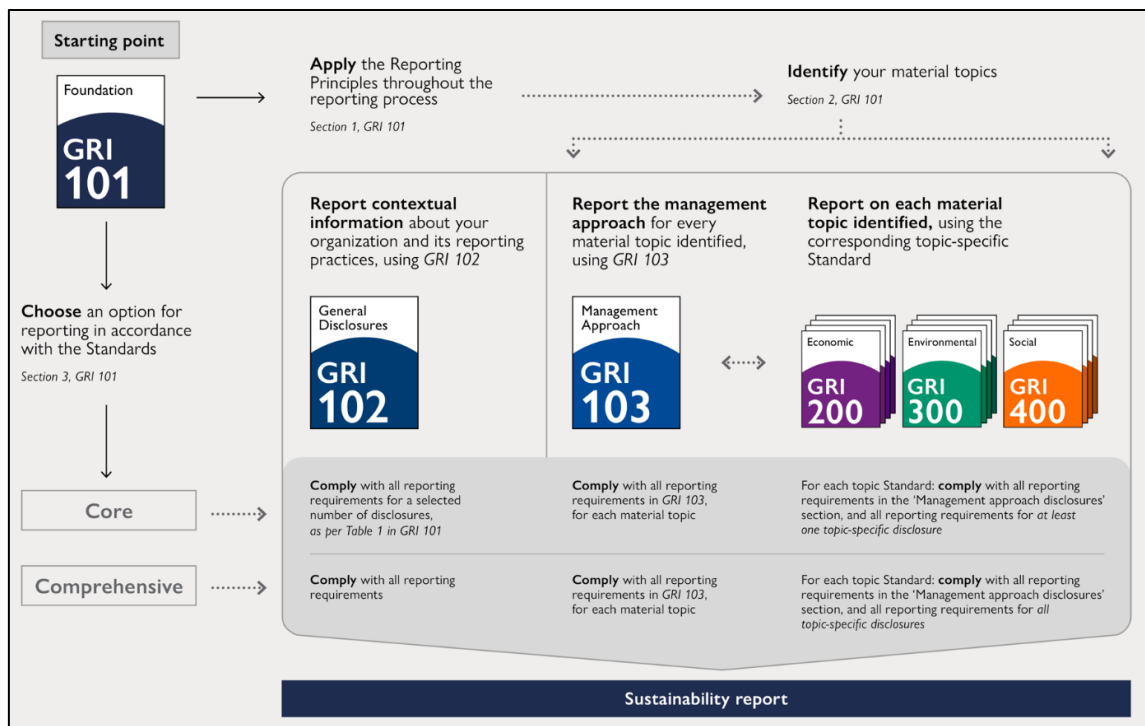 Starting point
Foundation
GRI
101
Apply the Reporting
Principles throughout the
reporting process
Section 1, GRI 101
Identify your material topics
Section 2, GRI 101
Choose an option for
reporting in accordance
with the Standards
Section 3, GRI 101
Report contextual
information about your
organization and its reporting
practices, using GRI 102
General
Disclosures
GRI
102
Report the management
approach for every
material topic identified,
using GRI 103
Management
Approach
GRI
103
Report on each material
topic identified, using the
corresponding topic-specific
Standard
Economic
GRI
200
Environmental
GRI
300
Social
GRI
400
Core
Comply with all reporting
requirements for a selected
number of disclosures,
as per Table 1 in GRI 101
Comply with all reporting
requirements in GRI 103,
for each material topic
For each topic Standard: comply with all reporting
requirements in the ‘Management approach disclosures’
section, and all reporting requirements for at least
one topic-specific disclosure
Comprehensive
Comply with all reporting
requirements
Comply with all reporting
requirements in GRI 103,
for each material topic
For each topic Standard: comply with all reporting
requirements in the ‘Management approach disclosures’
section, and all reporting requirements for all
topic-specific disclosures
Sustainability report